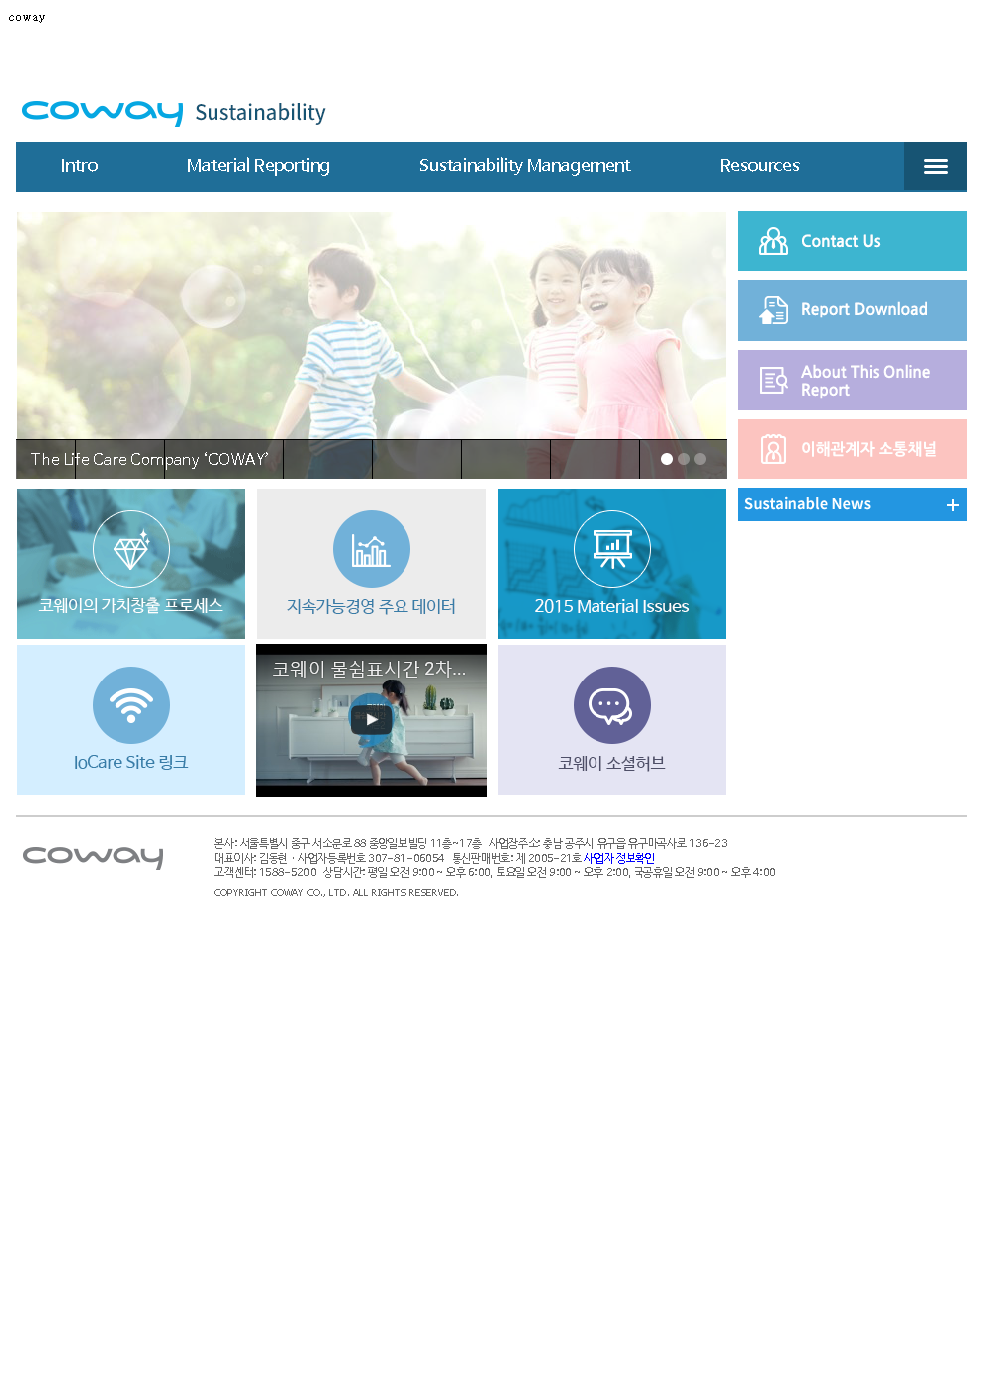 coway
coway Sustainability
Intro
Material Reporting
Sustainability Management
Resources
The Life Care Company ‘COWAY’
Contact Us
Report Download
About This Online
Report
이해관계자 소통채널
Sustainable News
코웨이의 가치창출 프로세스
지속가능경영 주요 데이터
2015 Material Issues
IoCare Site 링크
코웨이 물쉼표시간 2차...
코웨이 소셜허브
coway
본사: 서울특별시 중구 서소문로 88 중앙일보빌딩 11층~17층 사업장주소: 충남 공주시 유구읍 유구마곡사로 136-23
대표이사: 김동현 · 사업자등록번호 307-81-06054 통신판매번호: 제 2005-21호 사업자 정보확인
고객센터: 1588-5200 상담시간: 평일 오전 9:00 ~ 오후 6:00, 토요일 오전 9:00 ~ 오후 2:00, 국공휴일 오전 9:00 ~ 오후 4:00
COPYRIGHT COWAY CO., LTD. ALL RIGHTS RESERVED.